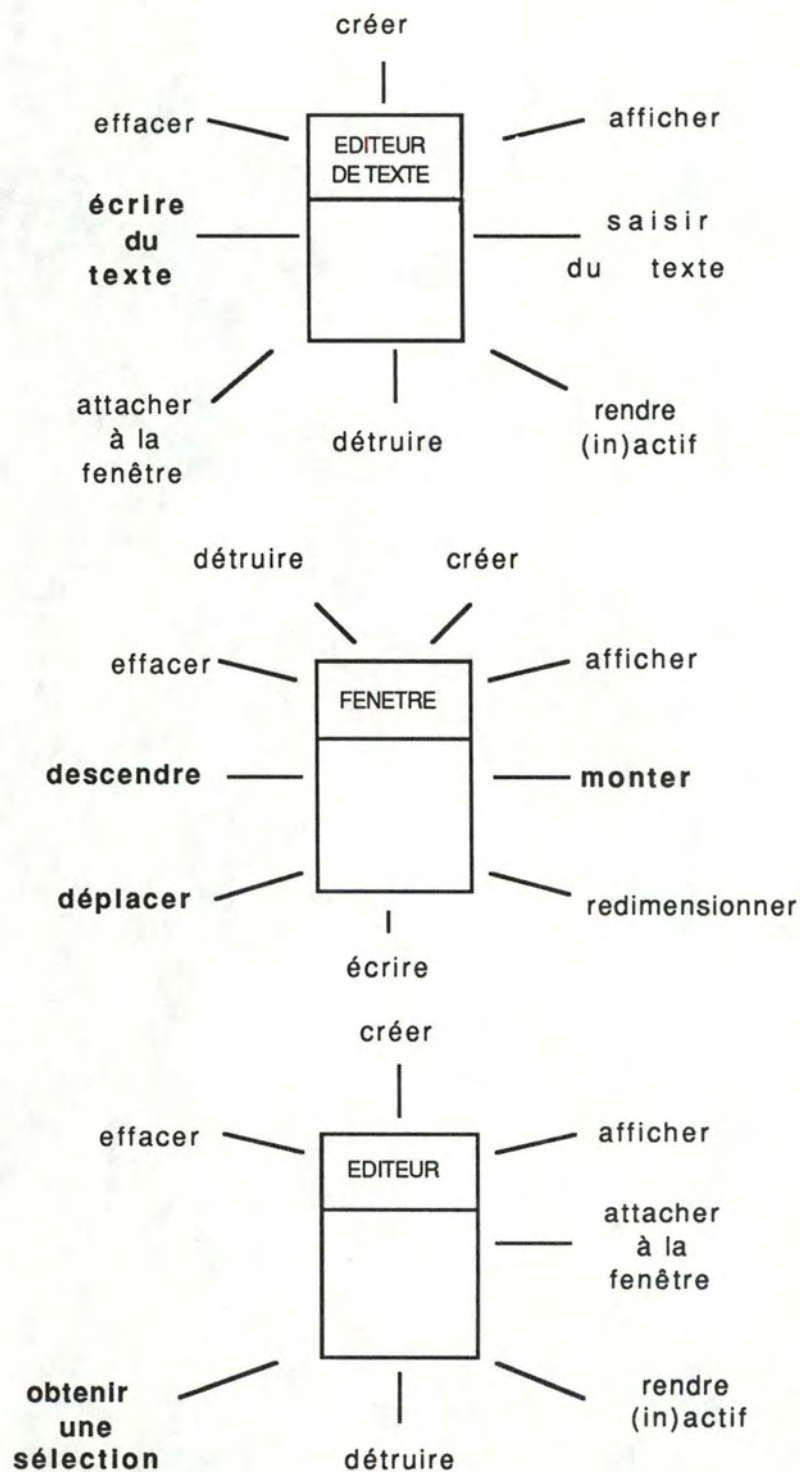 créer
effacer
afficher
EDITEUR
DE TEXTE
écrire
du
texte
saisir
du texte
attacher
à la
fenêtre
détruire
rendre
(in)actif
détruire
créer
effacer
afficher
FENETRE
descendre
monter
déplacer
redimensionner
écrire
créer
effacer
afficher
EDITEUR
attacher
à la
fenêtre
obtenir
une
sélection
détruire
rendre
(in)actif